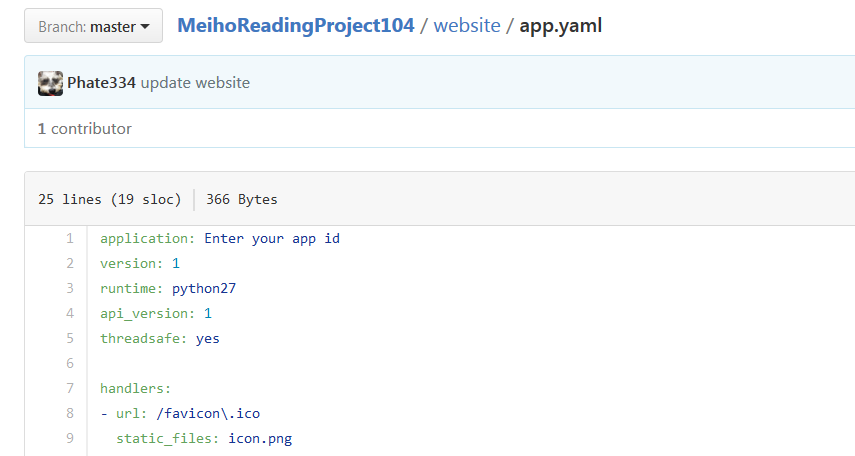 Branch: master
MeihoReadingProject104 / website / app.yaml
Phate334 update website
1 contributor
25 lines (19 sloc) 366 Bytes
1 application: Enter your app id
2 version: 1
3 runtime: python27
4 api_version: 1
5 threadsafe: yes
6
7 handlers:
8 - url: /favicon\.ico
9 static_files: icon.png